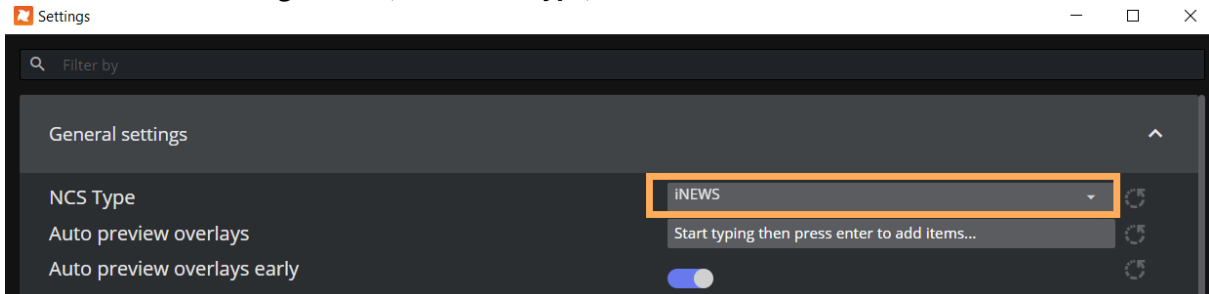 Settings
Filter by
General settings
NCS Type
iNEWS
Auto preview overlays
Start typing then press enter to add items...
Auto preview overlays early